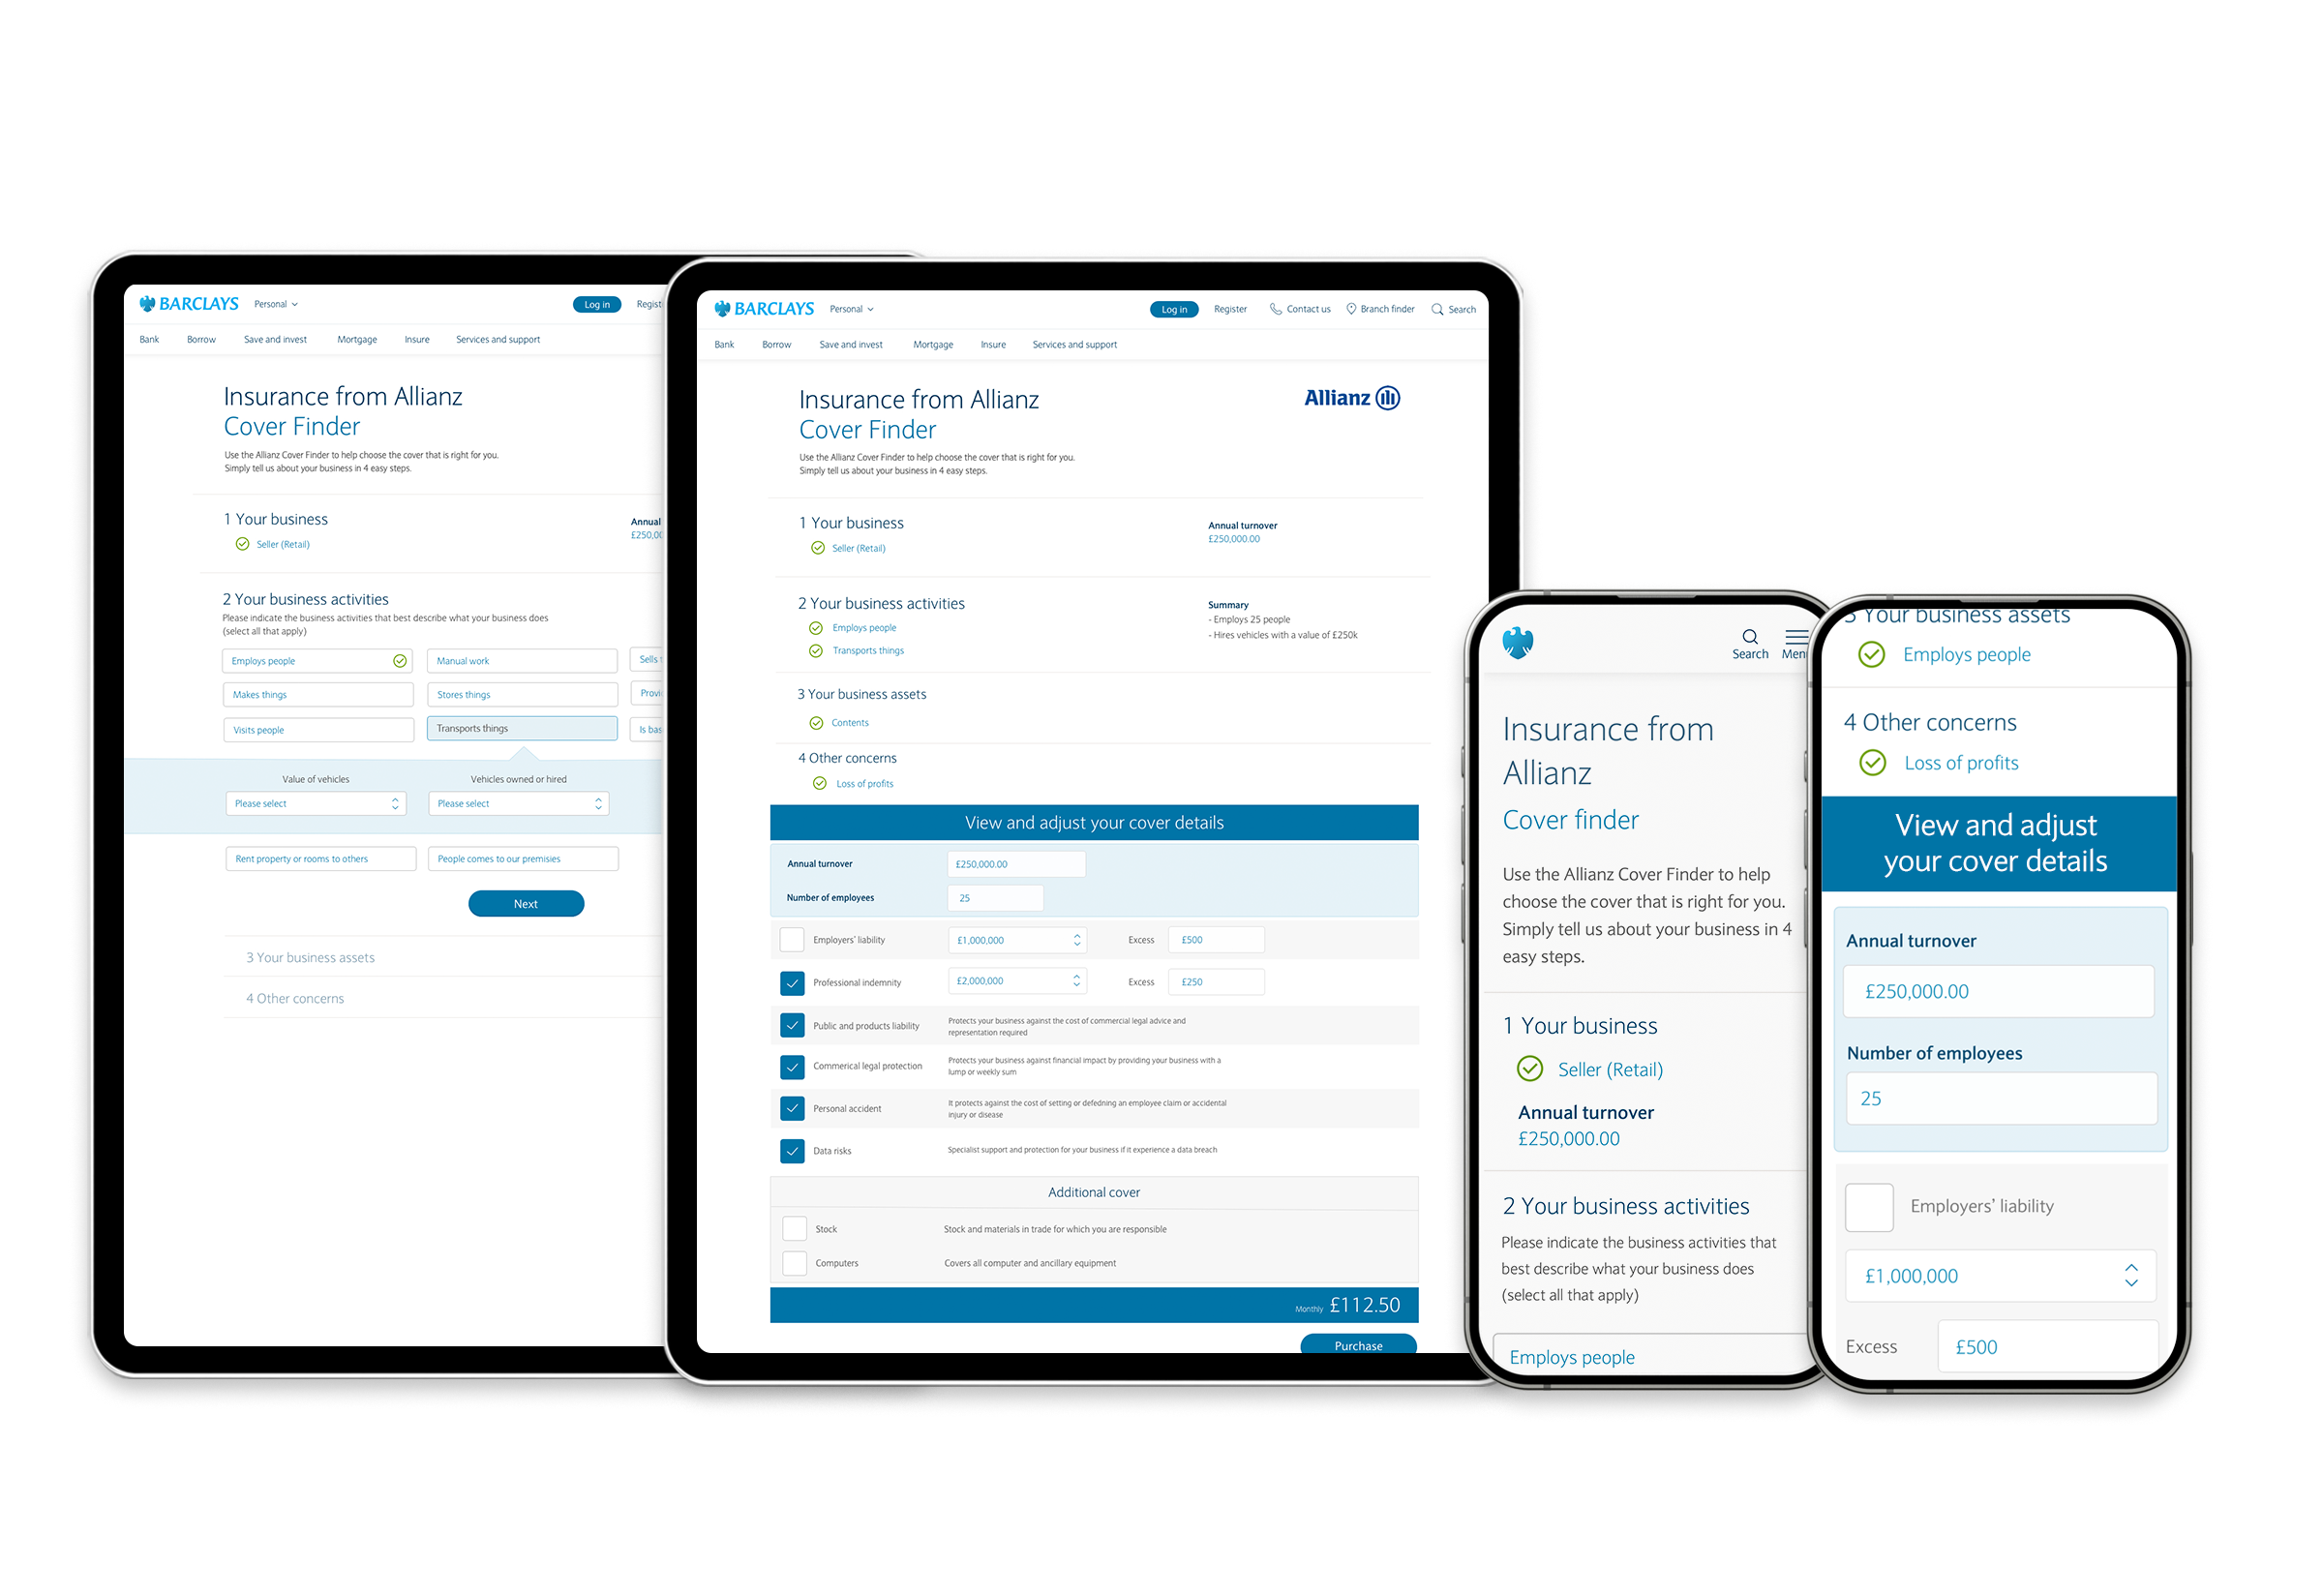 BARCLAYS Personal Log in
Bank Borrow Save and invest Mortgage Insure Services and support
Insurance from Allianz
Cover Finder
Use the Allianz Cover Finder to help choose the cover that is right for you.
Simply tell us about your business in 4 easy steps.
1 Your business Annual
Seller (Retail)
2 Your business activities
Please indicate the business activities that best describe what your business does
(select all that apply)
Employs people Manual work Sells
Makes things Stores things
Visits people Transports things
Value of vehicles Vehicles owned or hired
Please select Please select
Rent property or rooms to others People comes to our premisies
Next
3 Your business assets
4 Other concerns
BARCLAYS Personal Log in Register Contact us Branch finder Search
Bank Borrow Save and invest Mortgage Insure Services and support
Insurance from Allianz Allianz
Cover Finder
Use the Allianz Cover Finder to help choose the cover that is right for you.
Simply tell us about your business in 4 easy steps.
1 Your business Annual turnover
Seller (Retail) £250,000.00
2 Your business activities Summary
Employs people - Employs 25 people
Transports things - Hires vehicles with a value of £250k
3 Your business assets
Contents
4 Other concerns
Loss of profits
View and adjust your cover details
Annual turnover £250,000.00
Number of employees 25
Employers' liability £1,000,000 Excess £500
Professional indemnity £2,000,000 Excess £250
Public and products liability Protects your business against the cost of commercial legal advice and
representation required
Commerical legal protection Protects your business against financial impact by providing your business with a
lump or weekly sum
Personal accident It protects against the cost of setting or defedning an employee claim or accidental
injury or disease
Data risks Specialist support and protection for your business if it experience a data breach
Additional cover
Stock Stock and materials in trade for which you are responsible
Computers Covers all computer and ancillary equipment
Monthly £112.50
Purchase
Search Menu
Insurance from
Allianz
Cover finder
Use the Allianz Cover Finder to help
choose the cover that is right for you.
Simply tell us about your business in 4
easy steps.
1 Your business
Seller (Retail)
Annual turnover
£250,000.00
2 Your business activities
Please indicate the business activities that
best describe what your business does
(select all that apply)
Employs people
3 Your business assets
Employs people
4 Other concerns
Loss of profits
View and adjust
your cover details
Annual turnover
£250,000.00
Number of employees
25
Employers' liability
£1,000,000
Excess £500